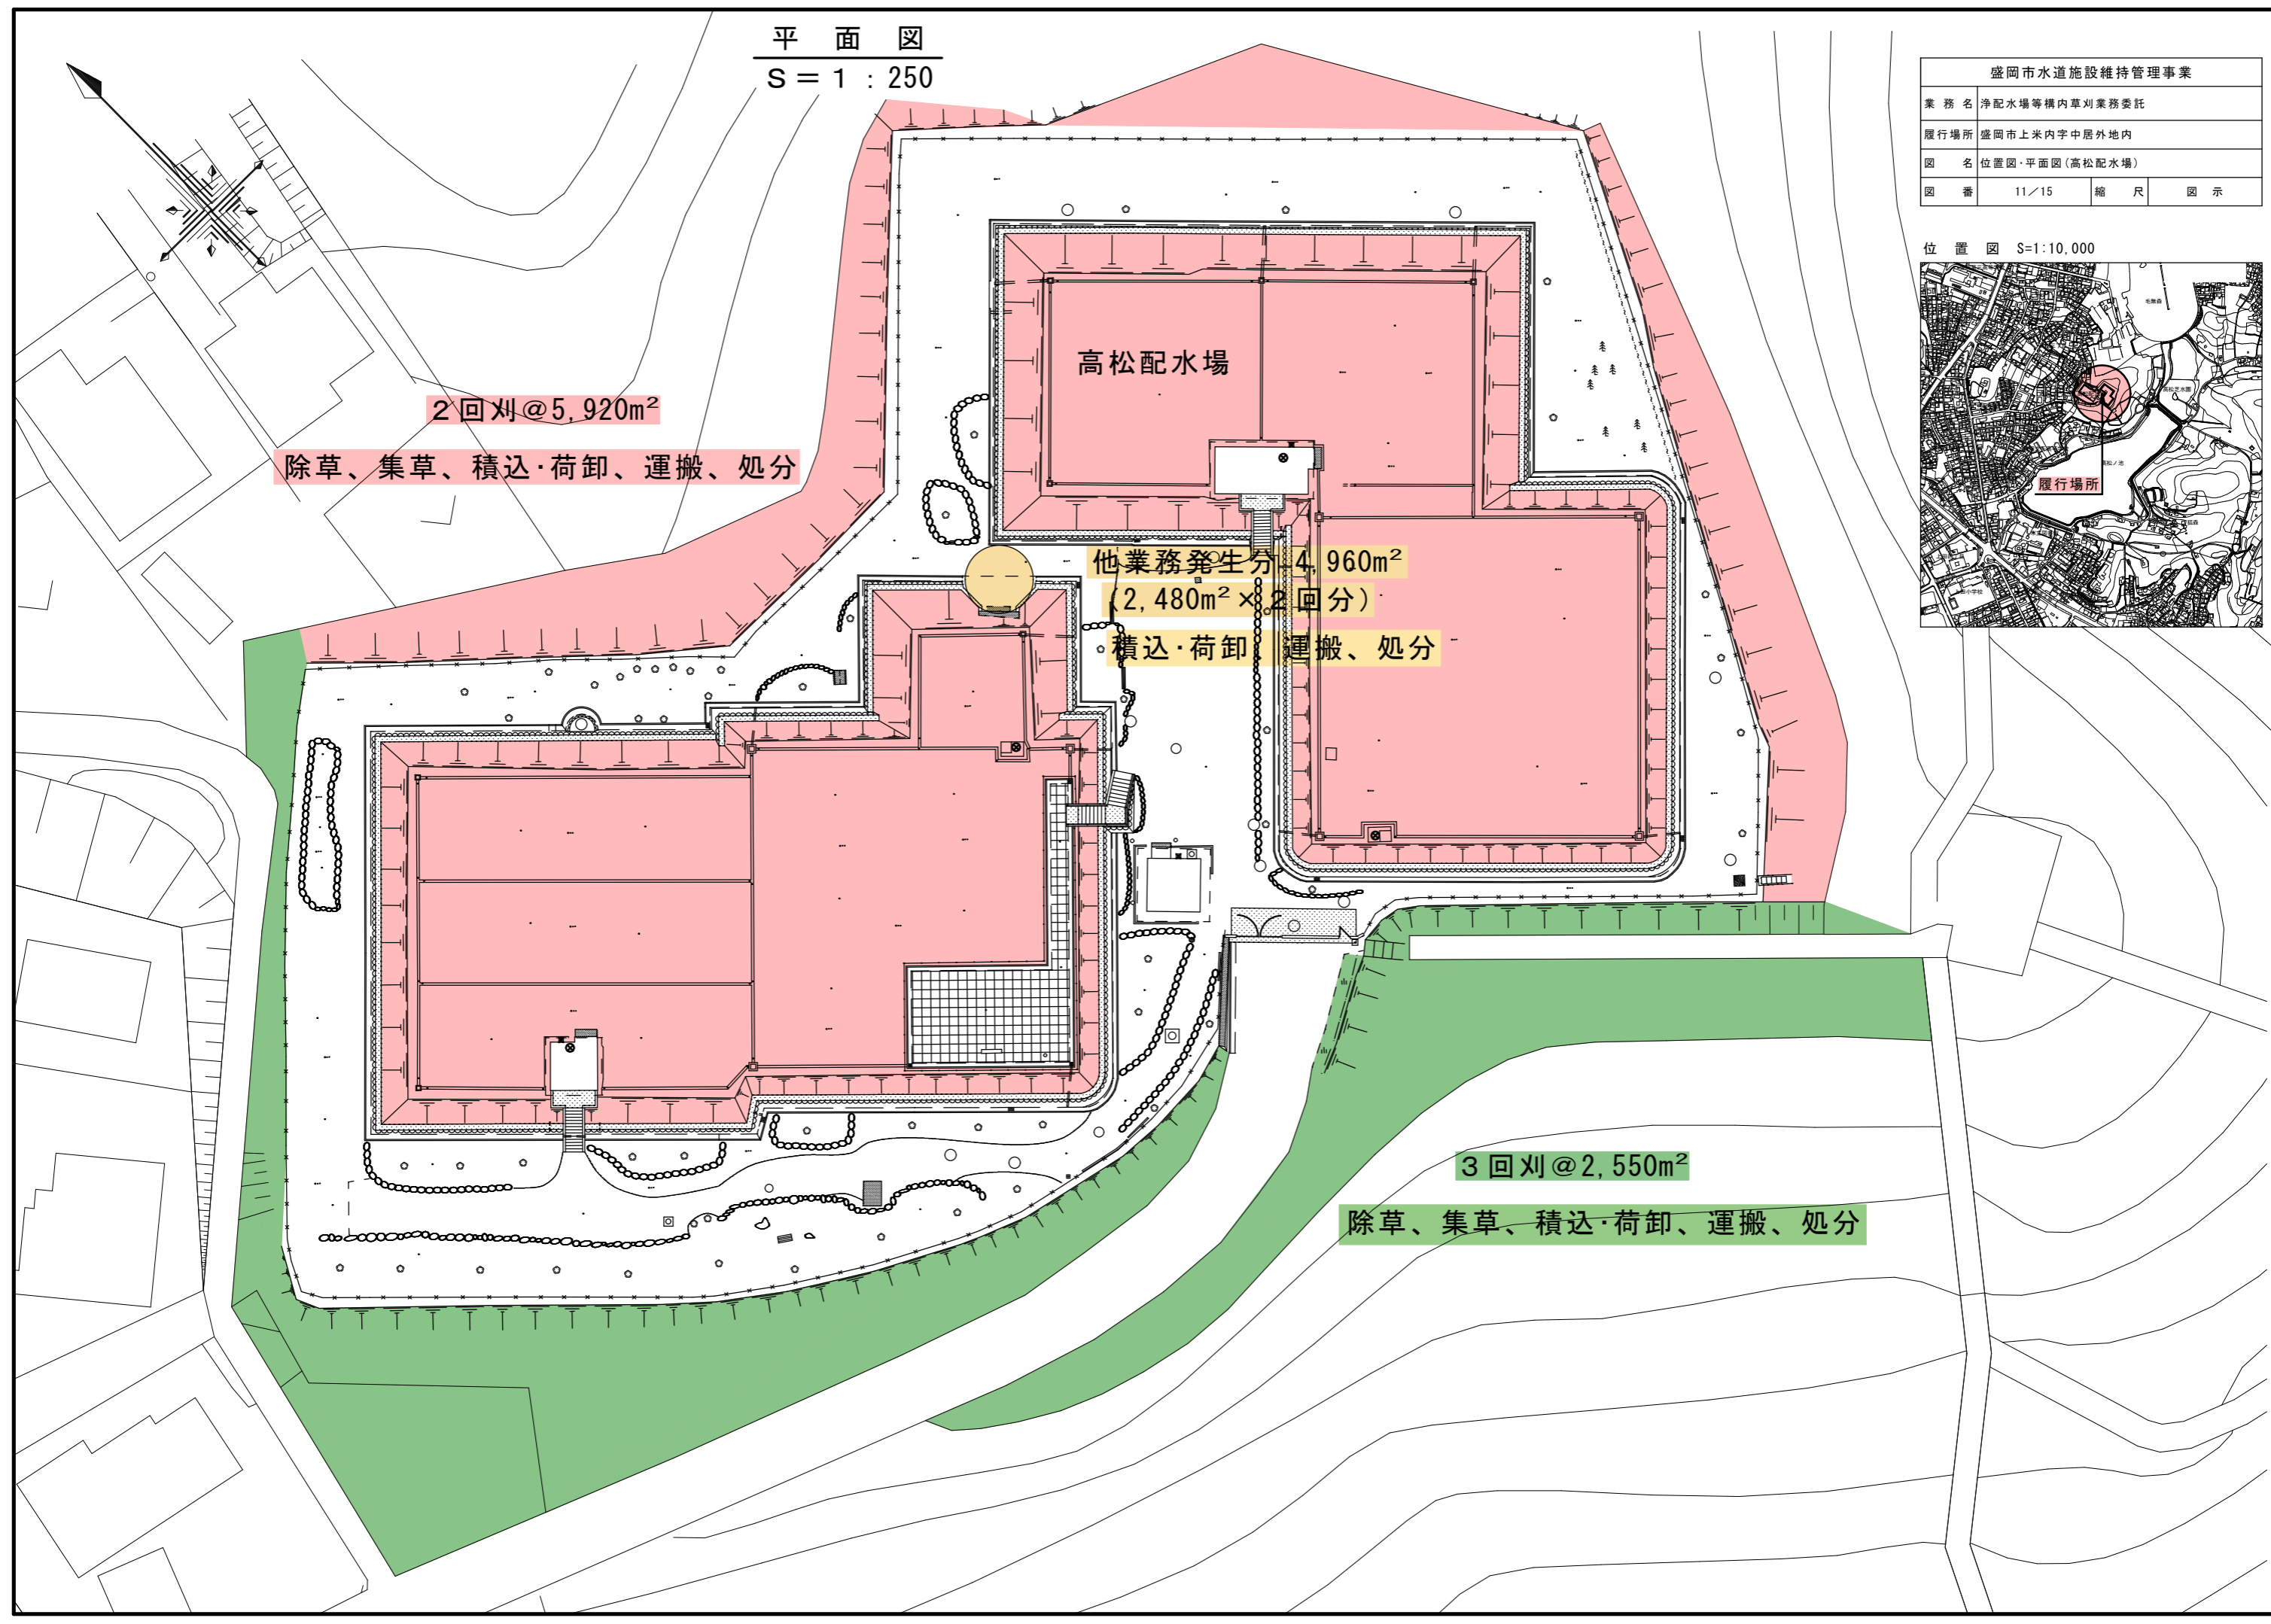 平　面　図
S＝1：250
盛岡市水道施設維持管理事業
業 務 名　浄配水場等構内草刈業務委託
履行場所　盛岡市上米内字中居外地内
図　　名　位置図・平面図(高松配水場)
図　　番　11／15　縮　尺　図　示
位　置　図　S=1:10,000
履行場所
高松配水場
2回刈@5,920m²
除草、集草、積込・荷卸、運搬、処分
他業務発生分 4,960m²
(2,480m²×2回分)
積込・荷卸、運搬、処分
3回刈@2,550m²
除草、集草、積込・荷卸、運搬、処分